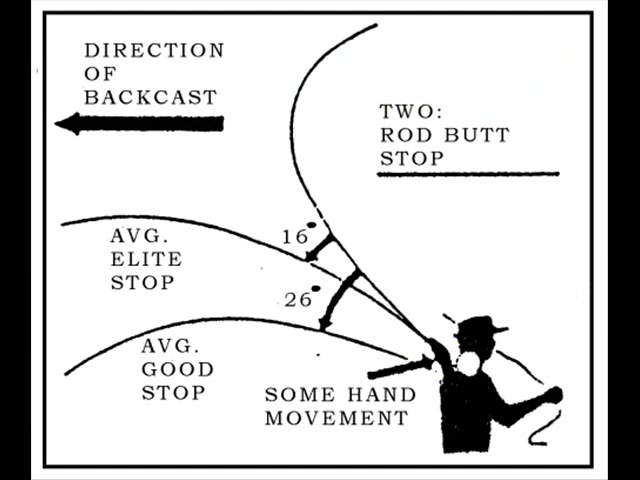 DIRECTION
OF
BACKCAST
TWO:
ROD BUTT
STOP
16°
AVG.
ELITE
STOP
26°
AVG.
GOOD
STOP
SOME HAND
MOVEMENT